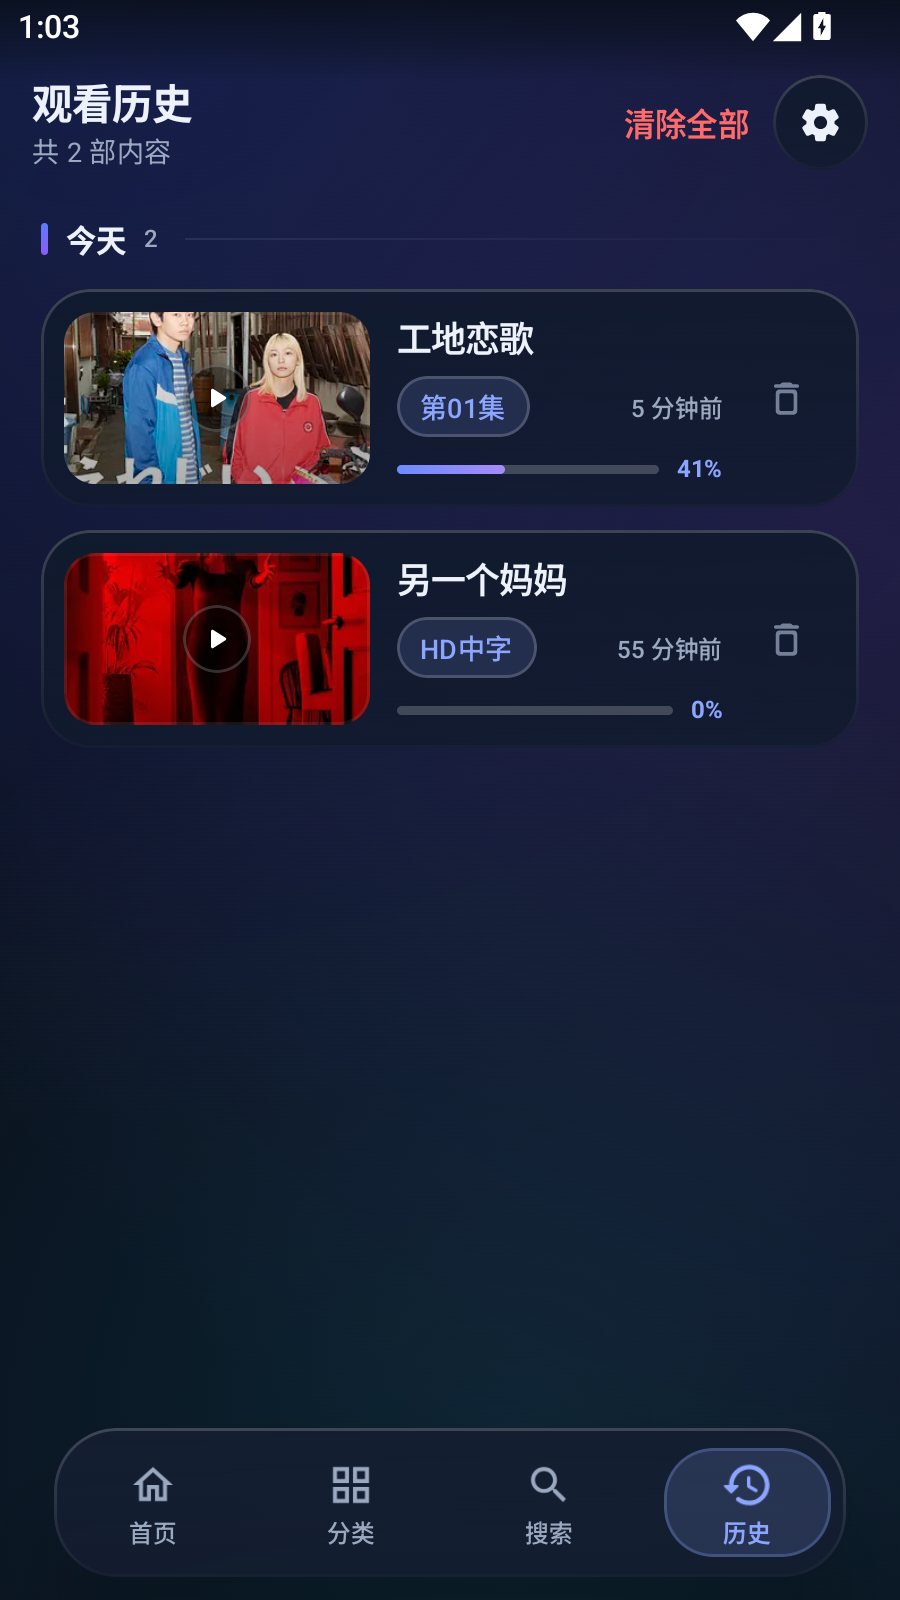 1:03
观看历史
共 2 部内容
清除全部
今天 2
工地恋歌
第01集
5 分钟前
41%
另一个妈妈
HD中字
55 分钟前
0%
首页
分类
搜索
历史